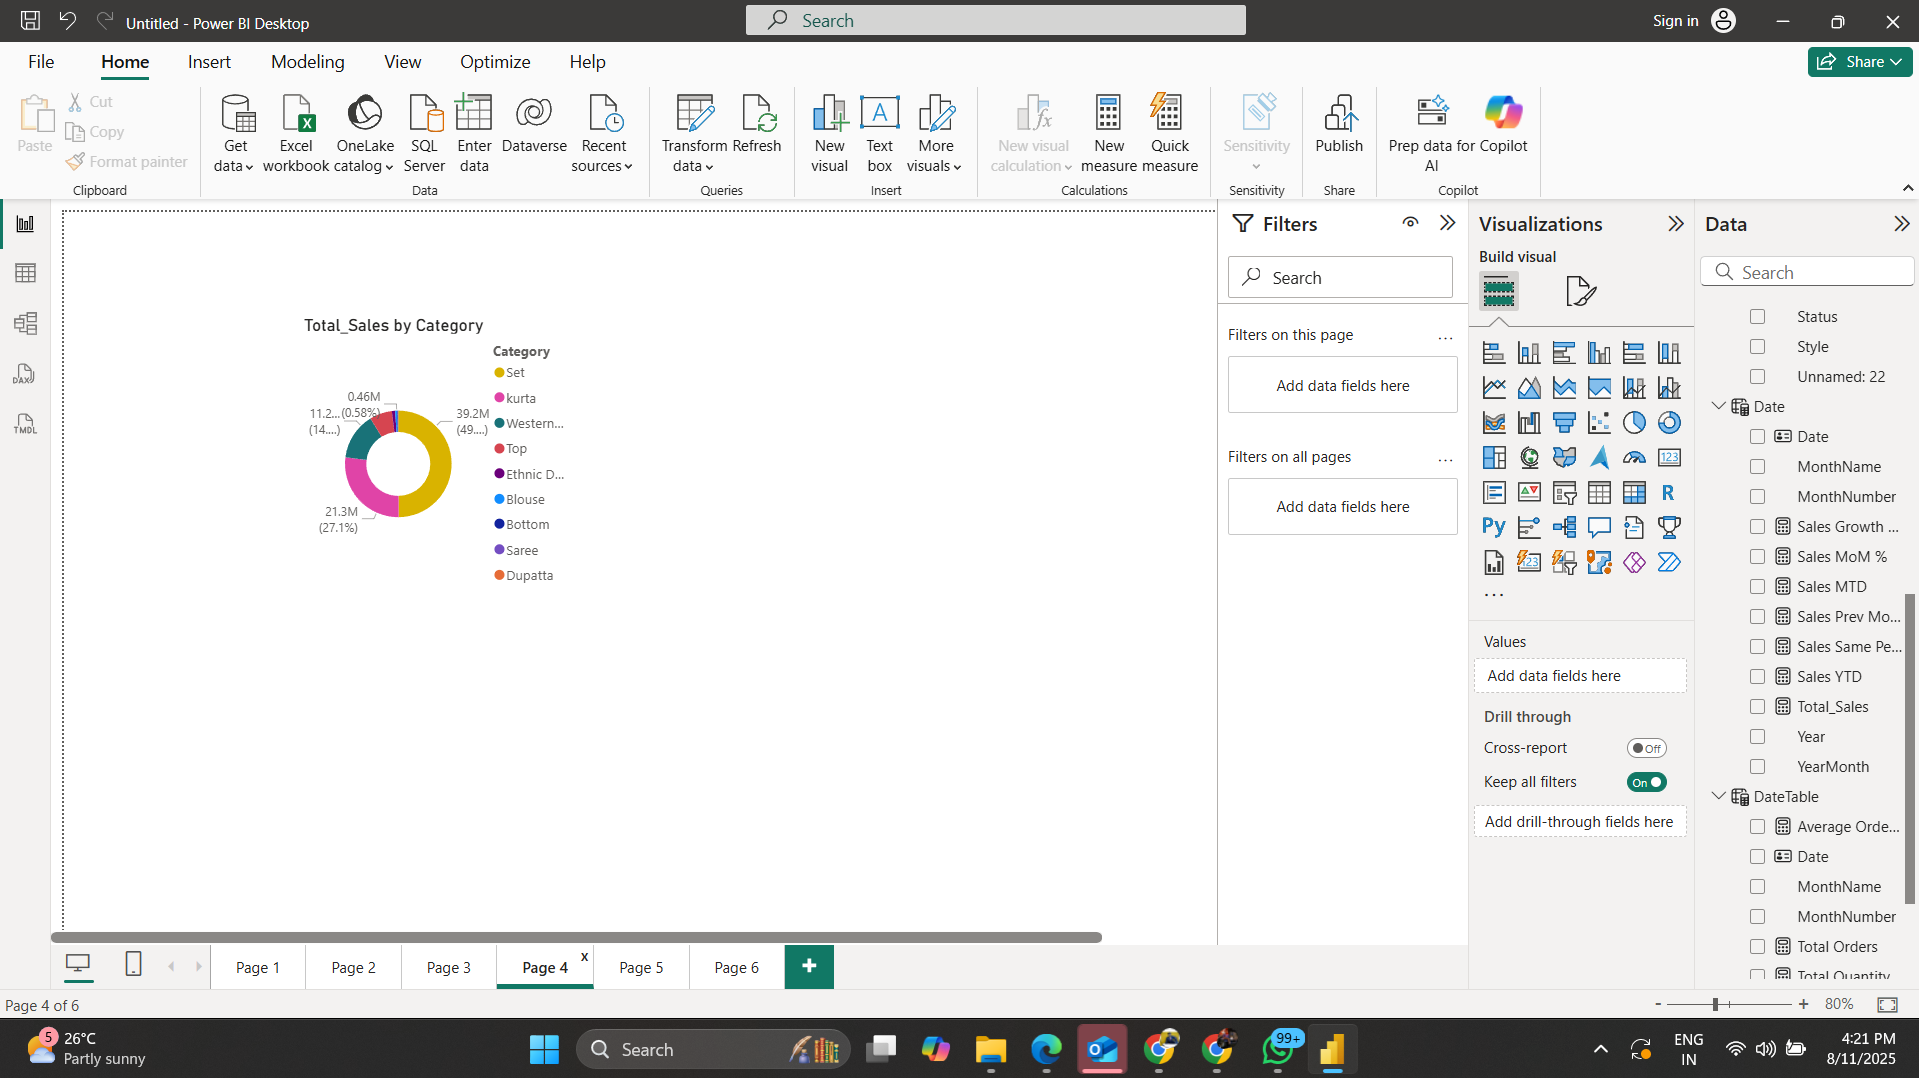 Untitled - Power BI Desktop
Search
Sign in
File
Home
Insert
Modeling
View
Optimize
Help
Share
Paste
Cut
Copy
Format painter
Clipboard
Get data
Excel workbook
OneLake catalog
SQL Server
Enter data
Dataverse
Recent sources
Data
Transform data
Refresh
Queries
New visual
Text box
More visuals
Insert
New visual calculation
New measure
Quick measure
Calculations
Sensitivity
Sensitivity
Publish
Share
Prep data for AI
Copilot
Copilot
DAX
TMDL
Total_Sales by Category
Category
Set
kurta
Western...
Top
Ethnic D...
Blouse
Bottom
Saree
Dupatta
0.46M
(0.58%)
11.2...
(14....)
39.2M
(49....)
21.3M
(27.1%)
Filters
Search
Filters on this page
...
Add data fields here
Filters on all pages
...
Add data fields here
Visualizations
Build visual
123
R
Py
123
...
Values
Add data fields here
Drill through
Cross-report
Off
Keep all filters
On
Add drill-through fields here
Data
Search
Status
Style
Unnamed: 22
Date
Date
MonthName
MonthNumber
Sales Growth ...
Sales MoM %
Sales MTD
Sales Prev Mo...
Sales Same Pe...
Sales YTD
Total_Sales
Year
YearMonth
DateTable
Average Orde...
Date
MonthName
MonthNumber
Total Orders
Total Quantity
Page 1
Page 2
Page 3
Page 4
x
Page 5
Page 6
+
Page 4 of 6
- + 80%
5
26°C
Partly sunny
Search
99+
ENG
IN
4:21 PM
8/11/2025